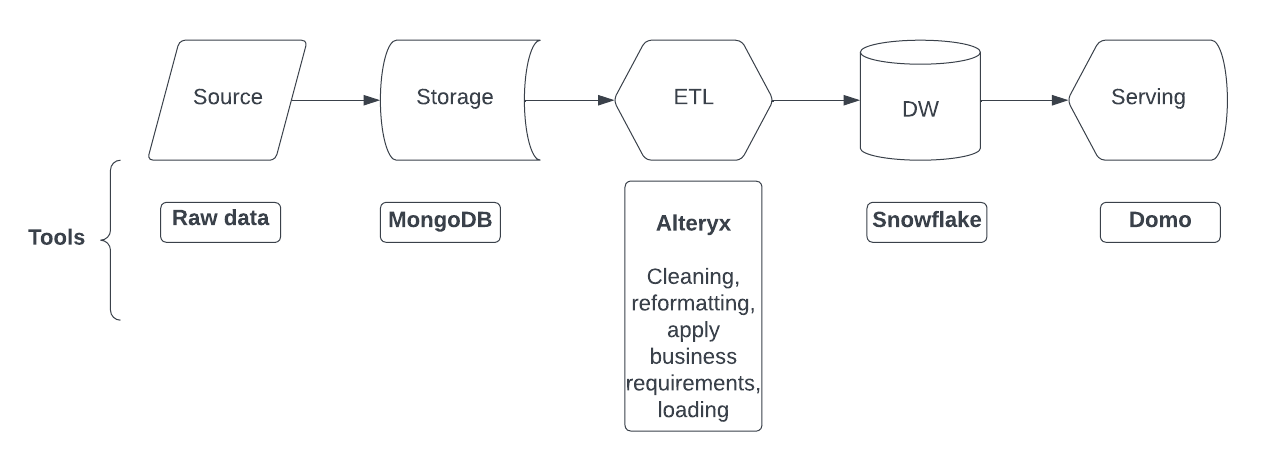 Source
Storage
ETL
DW
Serving
Tools
Raw data
MongoDB
Alteryx
Cleaning,
reformatting,
apply
business
requirements,
loading
Snowflake
Domo